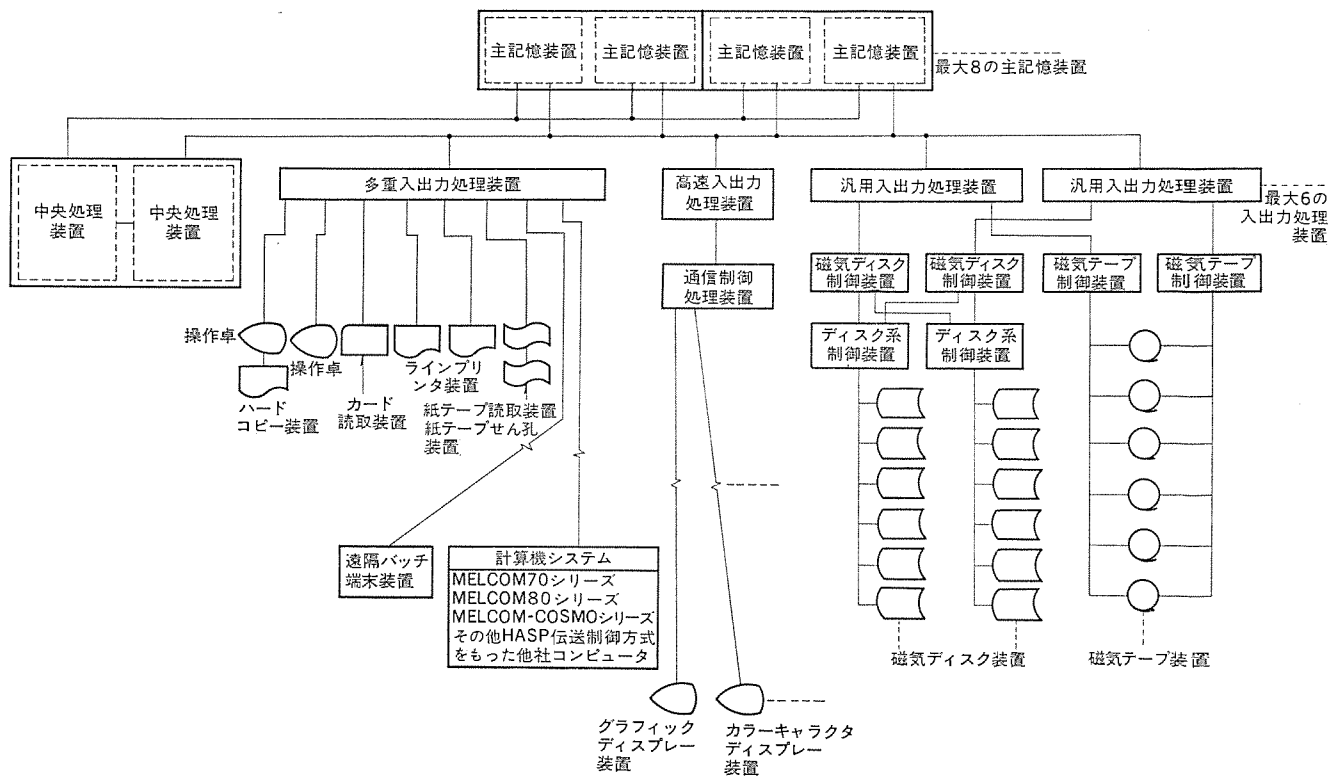 主記憶装置
主記憶装置
主記憶装置
主記憶装置
最大8の主記憶装置
中央処理
装置
中央処理
装置
多重入出力処理装置
高速入出力
処理装置
汎用入出力処理装置
汎用入出力処理装置
最大6の
入出力処理
装置
通信制御
処理装置
磁気ディスク
制御装置
磁気ディスク
制御装置
磁気テープ
制御装置
磁気テープ
制御装置
ディスク系
制御装置
ディスク系
制御装置
操作卓
操作卓
ハード
コピー装置
カード
読取装置
ラインプリ
ンタ装置
紙テープ読取装置
紙テープせん孔
装置
遠隔バッチ
端末装置
計算機システム
MELCOM70シリーズ
MELCOM80シリーズ
MELCOM-COSMOシリーズ
その他HASP伝送制御方式
をもった他社コンピュータ
磁気ディスク装置
磁気テープ装置
グラフィック
ディスプレー
装置
カラーキャラクタ
ディスプレー
装置